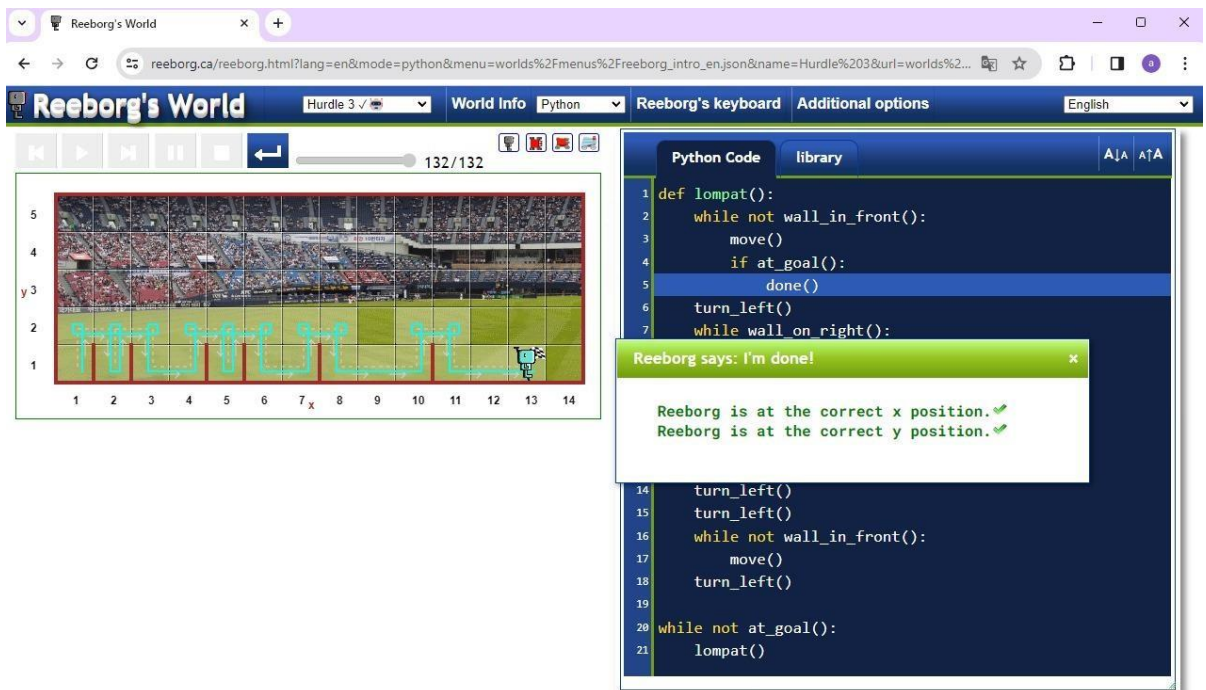 Reeborg's World
reeborg.ca/reeborg.html?lang=en&mode=python&menu=worlds%2Fmenus%2Freeborg_intro_en.json&name=Hurdle%203&url=worlds%2...
a
Reeborg's World
Hurdle 3 ✓
World Info
Python
Reeborg's keyboard
Additional options
English
132/132
5
4
y 3
2
1
1 2 3 4 5 6 7 x 8 9 10 11 12 13 14
Python Code
library
A↓A A↑A
1 def lompat():
2 while not wall_in_front():
3 move()
4 if at_goal():
5 done()
6 turn_left()
7 while wall_on_right():
Reeborg says: I'm done!
×
Reeborg is at the correct x position.✔
Reeborg is at the correct y position.✔
14 turn_left()
15 turn_left()
16 while not wall_in_front():
17 move()
18 turn_left()
19
20 while not at_goal():
21 lompat()